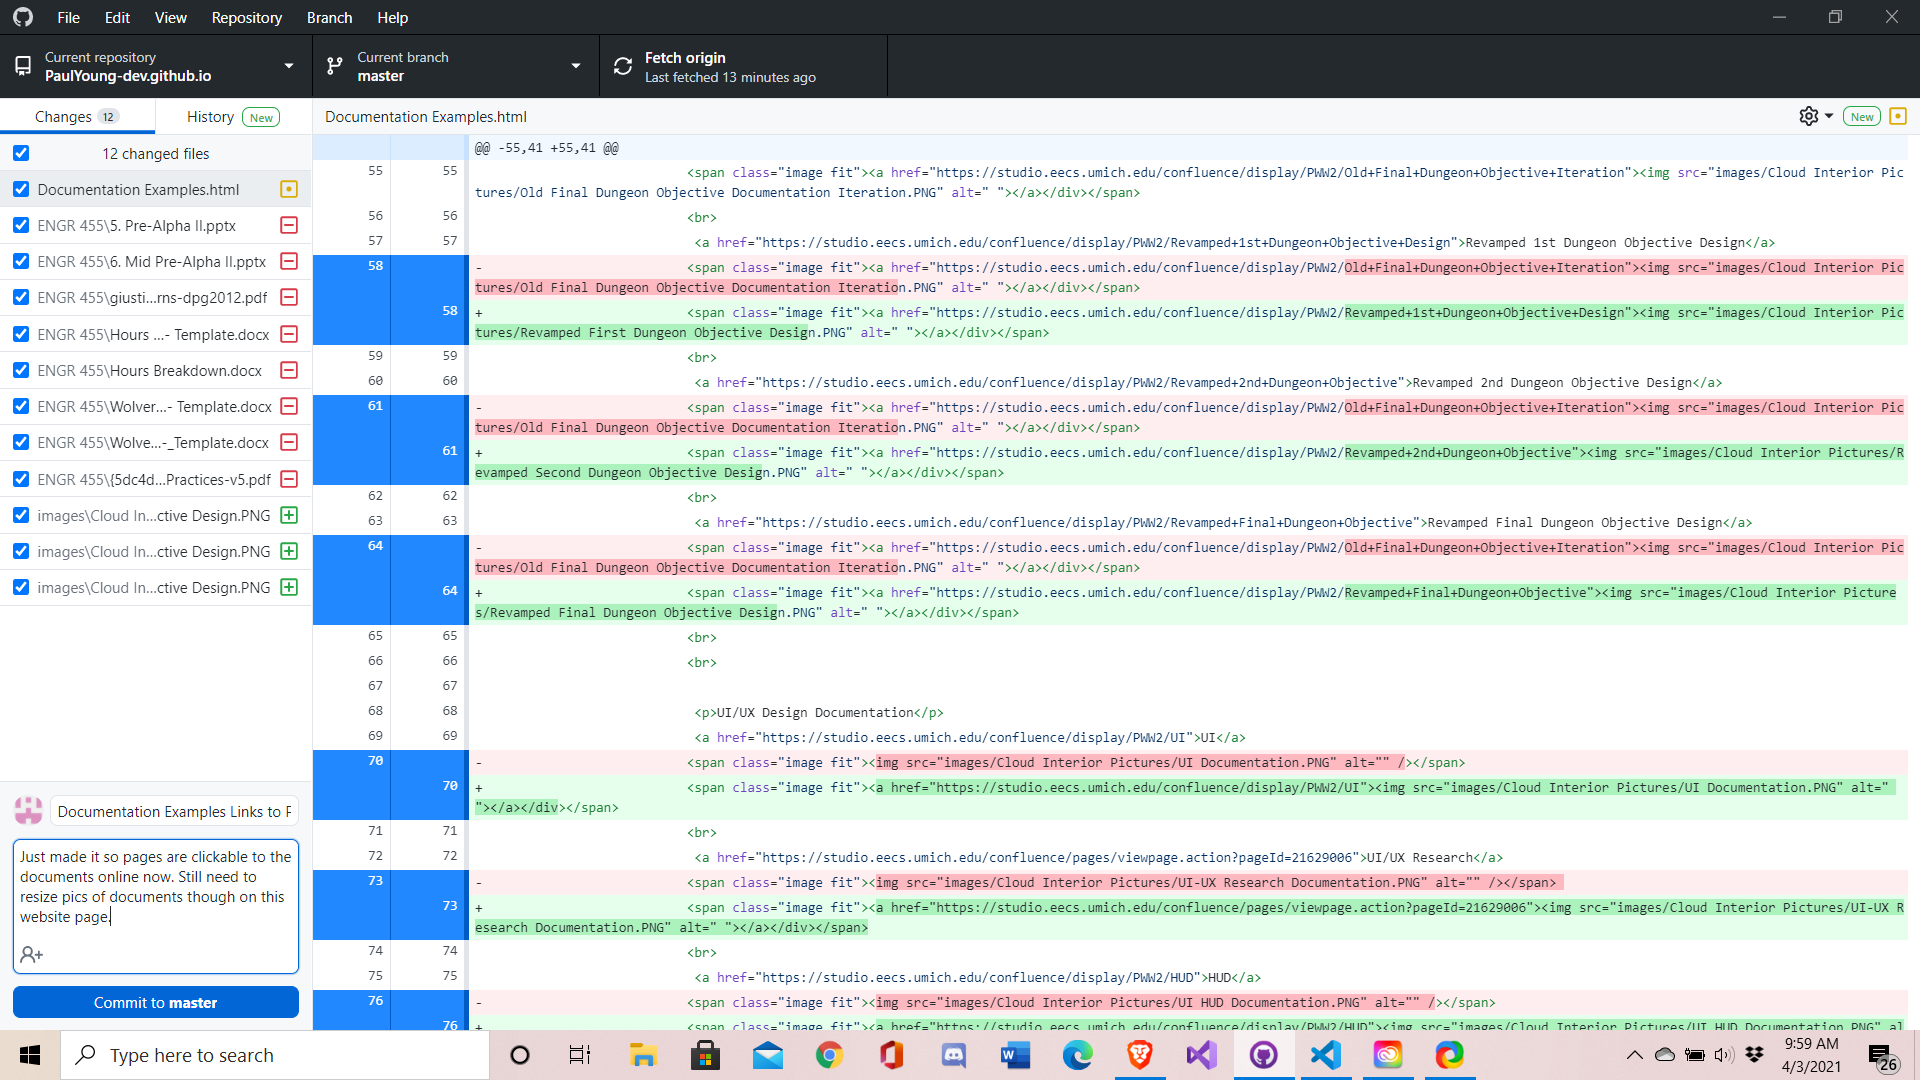 File Edit View Repository Branch Help
Current repository
PaulYoung-dev.github.io
Current branch
master
Fetch origin
Last fetched 13 minutes ago
Changes 12
History New
Documentation Examples.html
New
12 changed files
Documentation Examples.html
ENGR 455\5. Pre-Alpha II.pptx
ENGR 455\6. Mid Pre-Alpha II.pptx
ENGR 455\giusti...rns-dpg2012.pdf
ENGR 455\Hours ...- Template.docx
ENGR 455\Hours Breakdown.docx
ENGR 455\Wolver...- Template.docx
ENGR 455\Wolve...-_Template.docx
ENGR 455\{5dc4d...Practices-v5.pdf
images\Cloud In...ctive Design.PNG
images\Cloud In...ctive Design.PNG
images\Cloud In...ctive Design.PNG
@@ -55,41 +55,41 @@
55 55 <span class="image fit"><a href="https://studio.eecs.umich.edu/confluence/display/PWW2/Old+Final+Dungeon+Objective+Iteration"><img src="images/Cloud Interior Pic
tures/Old Final Dungeon Objective Documentation Iteration.PNG" alt=" "></a></div></span>
56 56 <br>
57 57 <a href="https://studio.eecs.umich.edu/confluence/display/PWW2/Revamped+1st+Dungeon+Objective+Design">Revamped 1st Dungeon Objective Design</a>
58 - <span class="image fit"><a href="https://studio.eecs.umich.edu/confluence/display/PWW2/Old+Final+Dungeon+Objective+Iteration"><img src="images/Cloud Interior Pic
tures/Old Final Dungeon Objective Documentation Iteration.PNG" alt=" "></a></div></span>
58 + <span class="image fit"><a href="https://studio.eecs.umich.edu/confluence/display/PWW2/Revamped+1st+Dungeon+Objective+Design"><img src="images/Cloud Interior Pic
tures/Revamped First Dungeon Objective Design.PNG" alt=" "></a></div></span>
59 59 <br>
60 60 <a href="https://studio.eecs.umich.edu/confluence/display/PWW2/Revamped+2nd+Dungeon+Objective">Revamped 2nd Dungeon Objective Design</a>
61 - <span class="image fit"><a href="https://studio.eecs.umich.edu/confluence/display/PWW2/Old+Final+Dungeon+Objective+Iteration"><img src="images/Cloud Interior Pic
tures/Old Final Dungeon Objective Documentation Iteration.PNG" alt=" "></a></div></span>
61 + <span class="image fit"><a href="https://studio.eecs.umich.edu/confluence/display/PWW2/Revamped+2nd+Dungeon+Objective"><img src="images/Cloud Interior Pictures/R
evamped Second Dungeon Objective Design.PNG" alt=" "></a></div></span>
62 62 <br>
63 63 <a href="https://studio.eecs.umich.edu/confluence/display/PWW2/Revamped+Final+Dungeon+Objective">Revamped Final Dungeon Objective Design</a>
64 - <span class="image fit"><a href="https://studio.eecs.umich.edu/confluence/display/PWW2/Old+Final+Dungeon+Objective+Iteration"><img src="images/Cloud Interior Pic
tures/Old Final Dungeon Objective Documentation Iteration.PNG" alt=" "></a></div></span>
64 + <span class="image fit"><a href="https://studio.eecs.umich.edu/confluence/display/PWW2/Revamped+Final+Dungeon+Objective"><img src="images/Cloud Interior Picture
s/Revamped Final Dungeon Objective Design.PNG" alt=" "></a></div></span>
65 65 <br>
66 66 <br>
67 67
68 68 <p>UI/UX Design Documentation</p>
69 69 <a href="https://studio.eecs.umich.edu/confluence/display/PWW2/UI">UI</a>
70 - <span class="image fit"><img src="images/Cloud Interior Pictures/UI Documentation.PNG" alt="" /></span>
70 + <span class="image fit"><a href="https://studio.eecs.umich.edu/confluence/display/PWW2/UI"><img src="images/Cloud Interior Pictures/UI Documentation.PNG" alt="
"></a></div></span>
71 71 <br>
72 72 <a href="https://studio.eecs.umich.edu/confluence/pages/viewpage.action?pageId=21629006">UI/UX Research</a>
73 - <span class="image fit"><img src="images/Cloud Interior Pictures/UI-UX Research Documentation.PNG" alt="" /></span>
73 + <span class="image fit"><a href="https://studio.eecs.umich.edu/confluence/pages/viewpage.action?pageId=21629006"><img src="images/Cloud Interior Pictures/UI-UX R
esearch Documentation.PNG" alt=" "></a></div></span>
74 74 <br>
75 75 <a href="https://studio.eecs.umich.edu/confluence/display/PWW2/HUD">HUD</a>
76 - <span class="image fit"><img src="images/Cloud Interior Pictures/UI HUD Documentation.PNG" alt="" /></span>
76 + <span class="image fit"><a href="https://studio.eecs.umich.edu/confluence/display/PWW2/HUD"><img src="images/Cloud Interior Pictures/UI HUD Documentation.PNG" al
Documentation Examples Links to F
Just made it so pages are clickable to the
documents online now. Still need to
resize pics of documents though on this
website page.
Commit to master
Type here to search
9:59 AM
4/3/2021
26